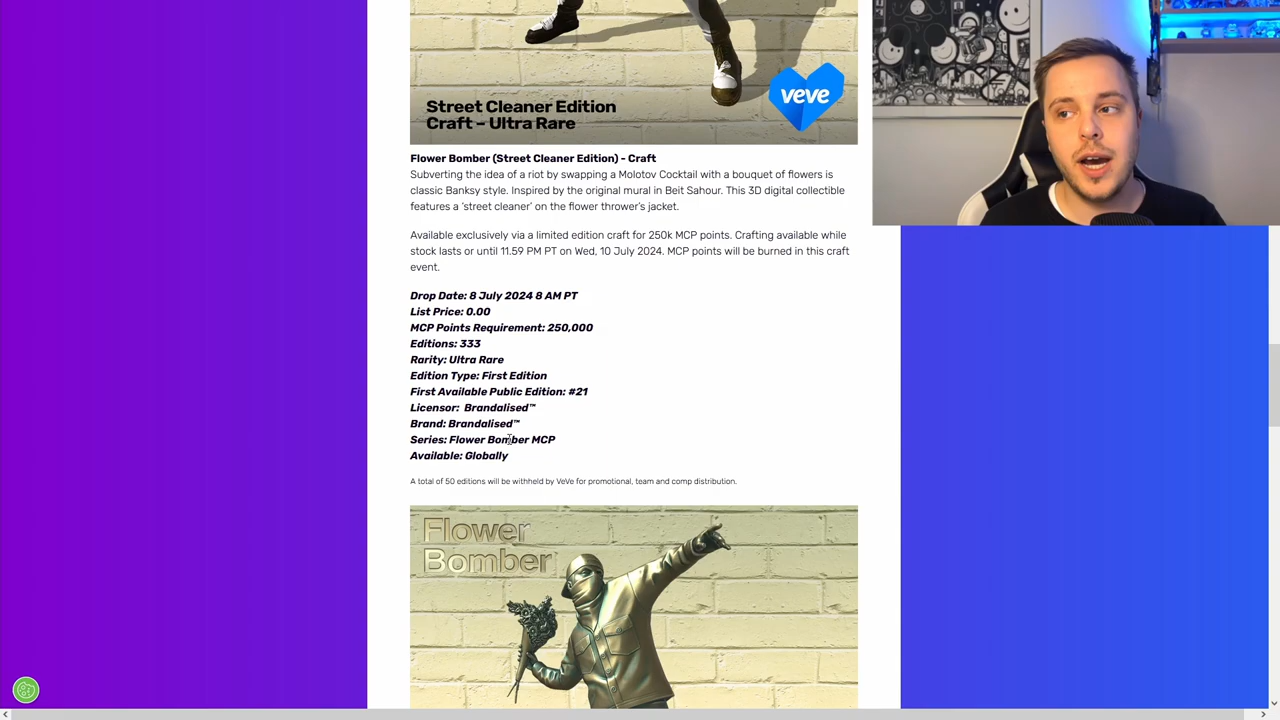 Street Cleaner Edition
Craft – Ultra Rare
veve
Flower Bomber (Street Cleaner Edition) - Craft
Subverting the idea of a riot by swapping a Molotov Cocktail with a bouquet of flowers is
classic Banksy style. Inspired by the original mural in Beit Sahour. This 3D digital collectible
features a ‘street cleaner’ on the flower thrower’s jacket.
Available exclusively via a limited edition craft for 250k MCP points. Crafting available while
stock lasts or until 11.59 PM PT on Wed, 10 July 2024. MCP points will be burned in this craft
event.
Drop Date: 8 July 2024 8 AM PT
List Price: 0.00
MCP Points Requirement: 250,000
Editions: 333
Rarity: Ultra Rare
Edition Type: First Edition
First Available Public Edition: #21
Licensor: Brandalised™
Brand: Brandalised™
Series: Flower Bomber MCP
Available: Globally
A total of 50 editions will be withheld by VeVe for promotional, team and comp distribution.
Flower
Bomber